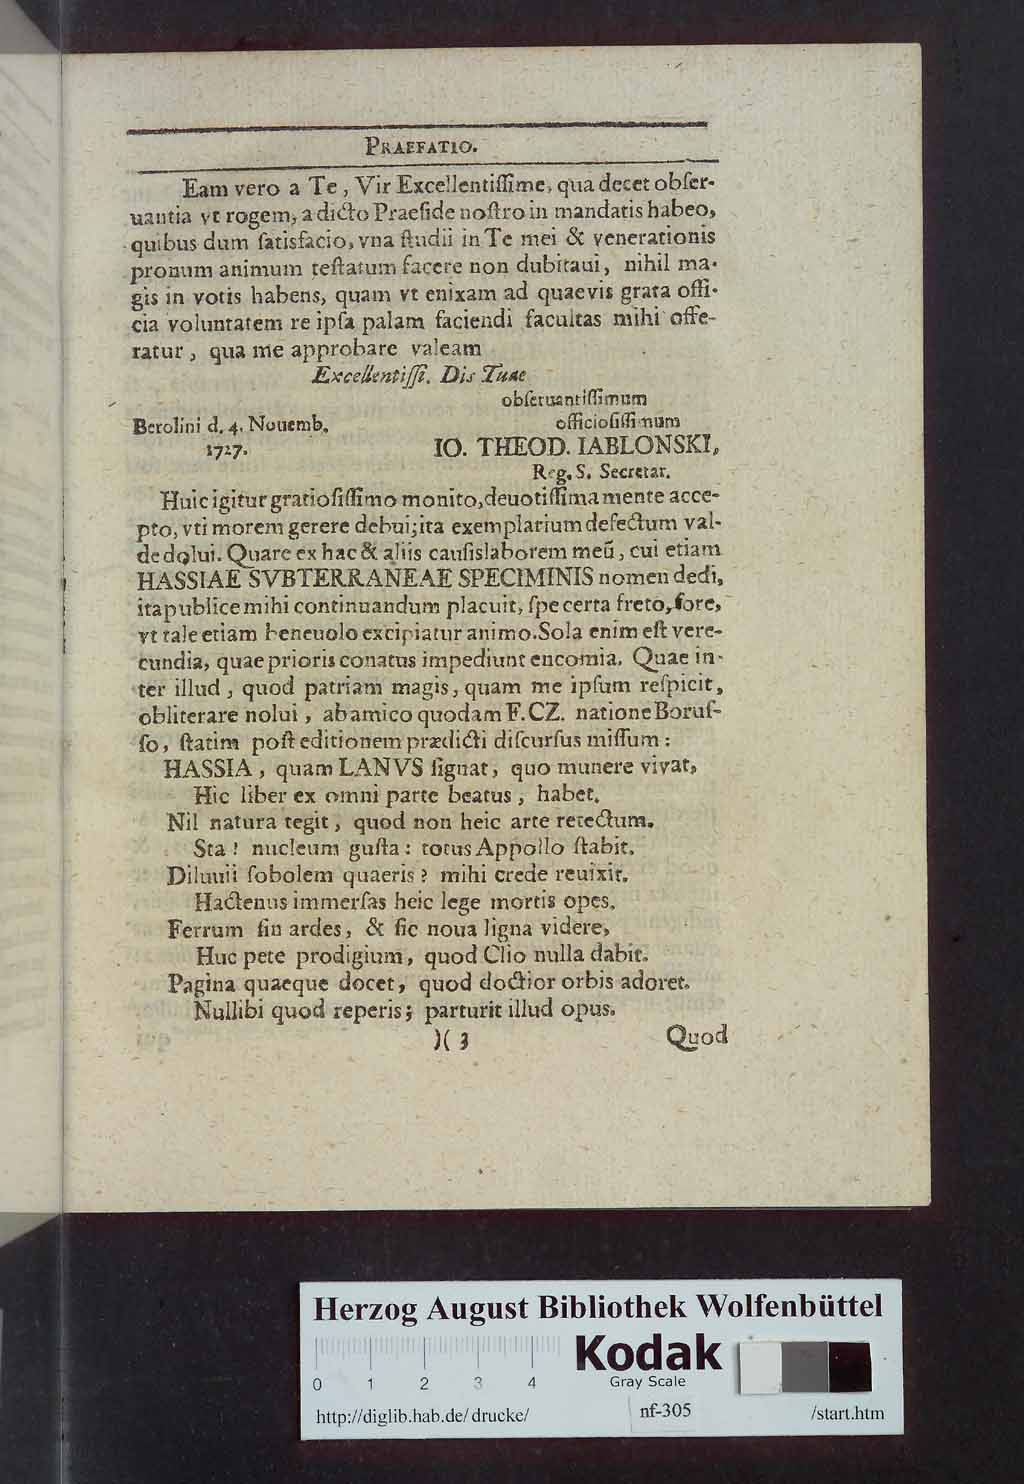 PRAEFATIO.
Eam vero a Te, Vir Excellentiſſime, qua decet obſer-
uantia vt rogem, a dicto Praeſide noſtro in mandatis habeo,
quibus dum ſatisfacio, vna ſtudii in Te mei & venerationis
pronum animum teſtatum facere non dubitaui, nihil ma-
gis in votis habens, quam vt enixam ad quaevis grata offi-
cia voluntatem re ipſa palam faciendi facultas mihi offe-
ratur, qua me approbare valeam
Excellentiſſ. Dis Tuae
obſeruantiſſimum
Berolini d. 4. Nouemb.
officioſiſſimum
1727.
IO. THEOD. IABLONSKI,
Reg. S. Secretar.
Huic igitur gratioſiſſimo monito, deuotiſſima mente acce-
pto, vti morem gerere debui; ita exemplarium defectum val-
de dolui. Quare ex hac & aliis cauſis laborem meū, cui etiam
HASSIAE SVBTERRANEAE SPECIMINIS nomen dedi,
ita publice mihi continuandum placuit, ſpe certa freto, fore,
vt tale etiam beneuolo excipiatur animo. Sola enim eſt vere-
cundia, quae prioris conatus impediunt encomia. Quae in-
ter illud, quod patriam magis, quam me ipſum reſpicit,
obliterare nolui, ab amico quodam F. CZ. natione Boruſ-
ſo, ſtatim poſt editionem prædicti diſcurſus miſſum:
HASSIA, quam LANVS ſignat, quo munere vivat,
Hic liber ex omni parte beatus, habet.
Nil natura tegit, quod non heic arte retectum.
Sta! nucleum guſta: totus Appollo ſtabit.
Diluuii ſobolem quaeris? mihi crede reuixit.
Hactenus immerſas heic lege mortis opes.
Ferrum ſin ardes, & ſic noua ligna videre,
Huc pete prodigium, quod Clio nulla dabit.
Pagina quaeque docet, quod doctior orbis adoret.
Nullibi quod reperis; parturit illud opus.
)( 3
Quod
Herzog August Bibliothek Wolfenbüttel
0 1 2 3 4
Kodak
Gray Scale
http://diglib.hab.de/drucke/
nf-305
/start.htm